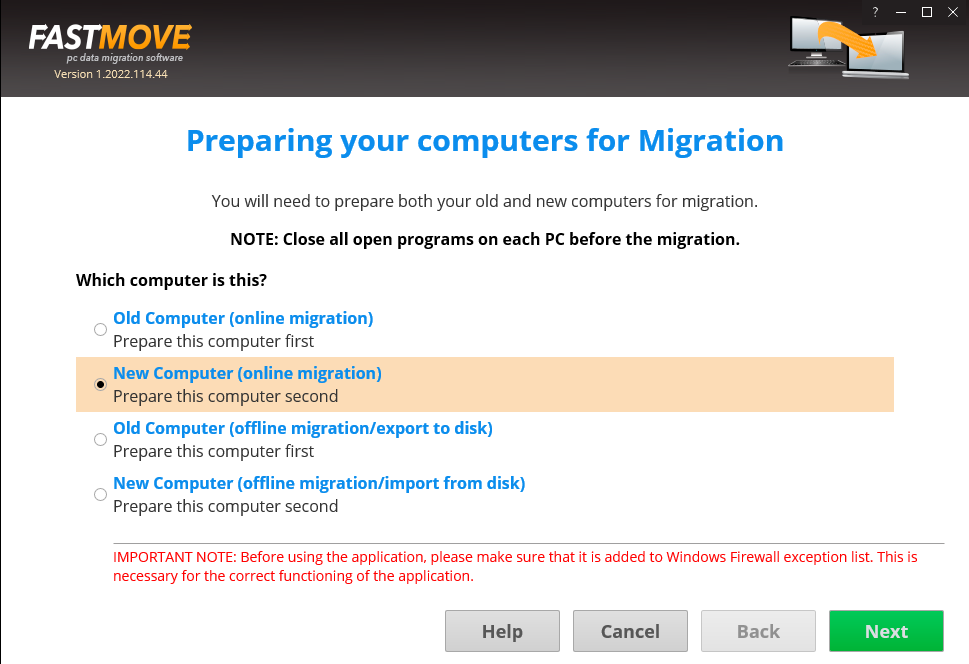 ?
FASTMOVE
pc data migration software
Version 1.2022.114.44
Preparing your computers for Migration
You will need to prepare both your old and new computers for migration.
NOTE: Close all open programs on each PC before the migration.
Which computer is this?
Old Computer (online migration)
Prepare this computer first
New Computer (online migration)
Prepare this computer second
Old Computer (offline migration/export to disk)
Prepare this computer first
New Computer (offline migration/import from disk)
Prepare this computer second
IMPORTANT NOTE: Before using the application, please make sure that it is added to Windows Firewall exception list. This is
necessary for the correct functioning of the application.
Help Cancel Back Next